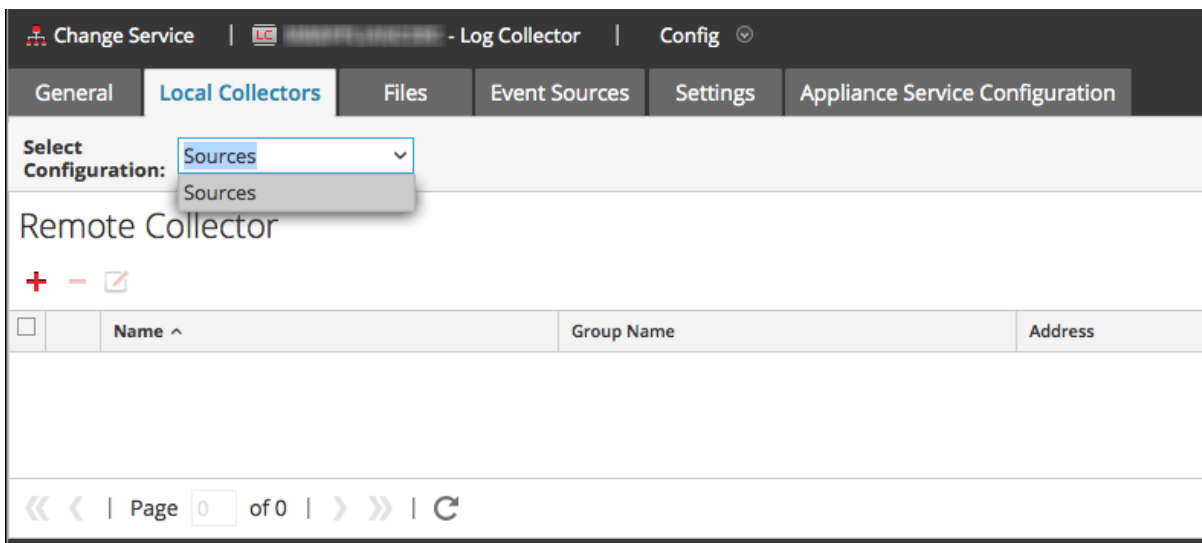 Change Service | LC - Log Collector | Config
General Local Collectors Files Event Sources Settings Appliance Service Configuration
Select Configuration: Sources
Sources
Remote Collector
Name Group Name Address
Page 0 of 0